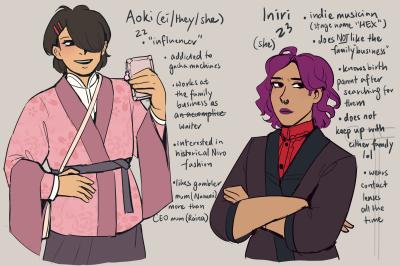 Aoki (ei/they/she)
22
• "influencer"
• addicted to
gacha machines
• works at
the family
business as
an accomplice
waiter
• interested in
historical Niro
fashion
• likes gambler
mum (Nanami)
more than
CEO mum (Raina)
Iniri
(she) 23
• indie musician
(stage name "HEX")
• does NOT like the
"family business"
• knows birth
parent after
searching for
them
• does not
keep up with
either family
lol
• wears
contact
lenses
all the
time